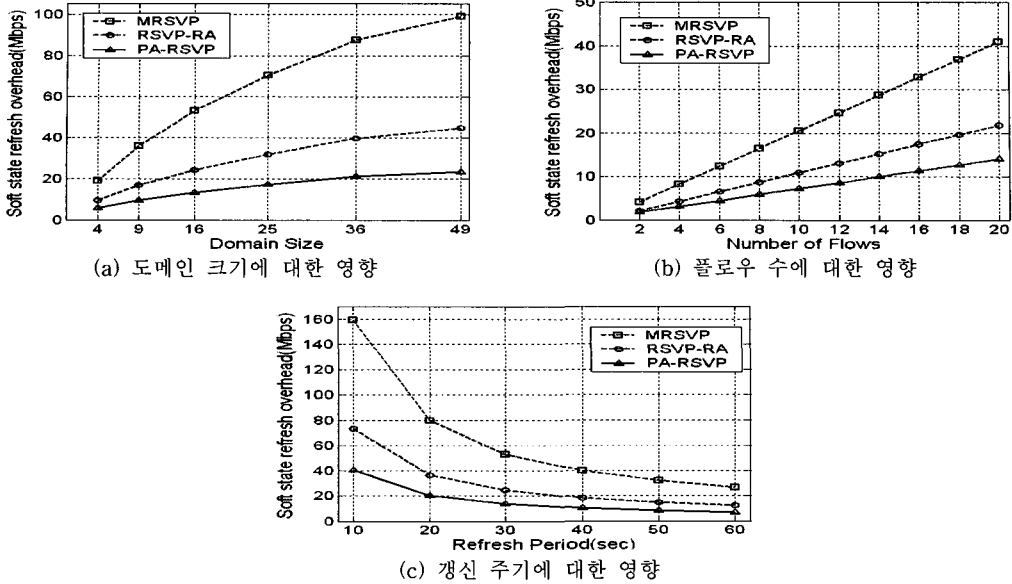 Soft state refresh overhead(Mbps)
100
80
60
40
20
0
MRSVP
RSVP-RA
PA-RSVP
4 9 16 25 36 49
Domain Size
(a) 도메인 크기에 대한 영향
Soft state refresh overhead(Mbps)
50
40
30
20
10
0
MRSVP
RSVP-RA
PA-RSVP
2 4 6 8 10 12 14 16 18 20
Number of Flows
(b) 플로우 수에 대한 영향
Soft state refresh overhead(Mbps)
160
140
120
100
80
60
40
20
0
MRSVP
RSVP-RA
PA-RSVP
10 20 30 40 50 60
Refresh Period(sec)
(c) 갱신 주기에 대한 영향